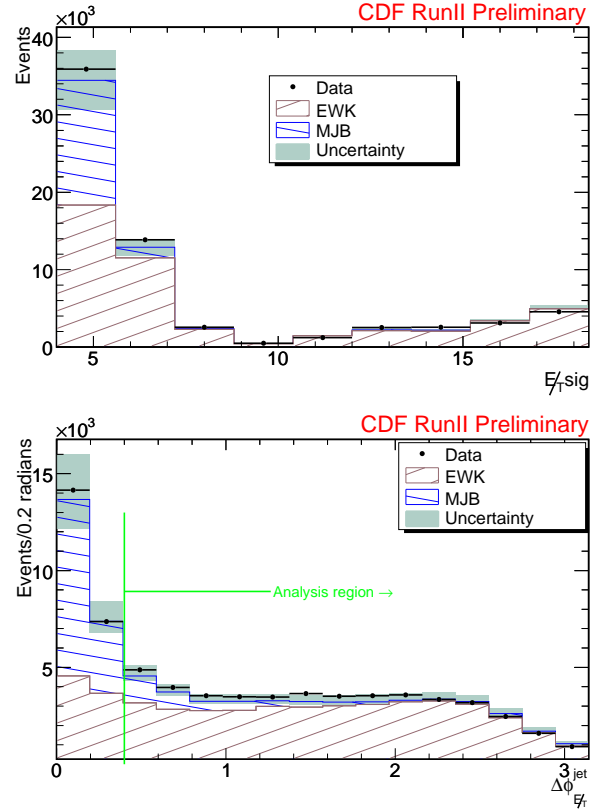 CDF RunII Preliminary
×10³
Events
40
30
20
10
0
Data
EWK
MJB
Uncertainty
5 10 15
E̸T sig
CDF RunII Preliminary
×10³
Events/0.2 radians
15
10
5
Data
EWK
MJB
Uncertainty
Analysis region →
0 1 2 3
Δϕ jet E̸T